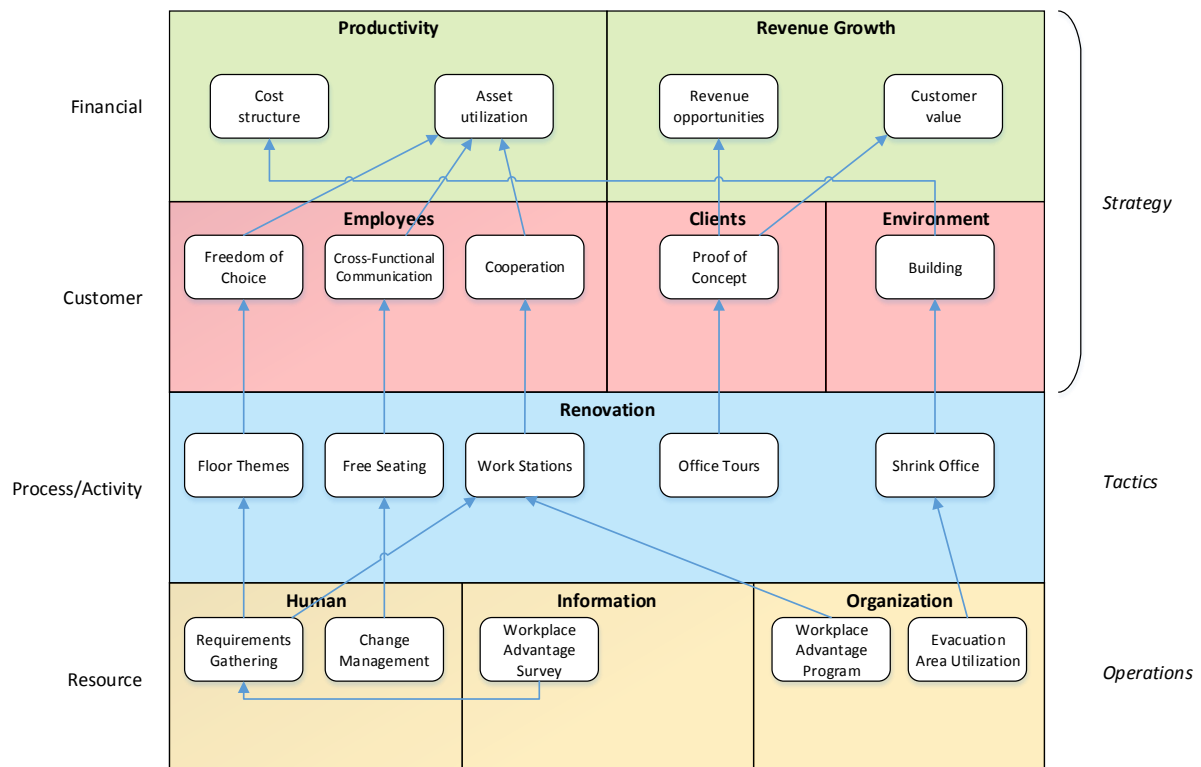 Productivity
Revenue Growth
Financial
Cost
structure
Asset
utilization
Revenue
opportunities
Customer
value
Strategy
Employees
Clients
Environment
Customer
Freedom of
Choice
Cross-Functional
Communication
Cooperation
Proof of
Concept
Building
Renovation
Process/Activity
Floor Themes
Free Seating
Work Stations
Office Tours
Shrink Office
Tactics
Human
Information
Organization
Resource
Requirements
Gathering
Change
Management
Workplace
Advantage
Survey
Workplace
Advantage
Program
Evacuation
Area Utilization
Operations